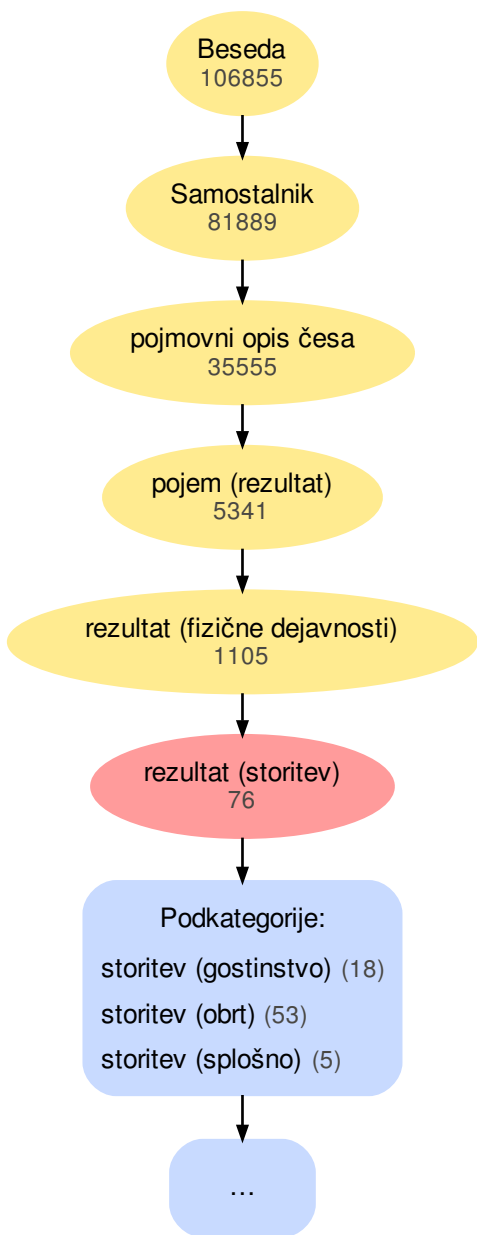 Beseda
106855
Samostalnik
81889
pojmovni opis česa
35555
pojem (rezultat)
5341
rezultat (fizične dejavnosti)
1105
rezultat (storitev)
76
Podkategorije:
storitev (gostinstvo) (18)
storitev (obrt) (53)
storitev (splošno) (5)
...